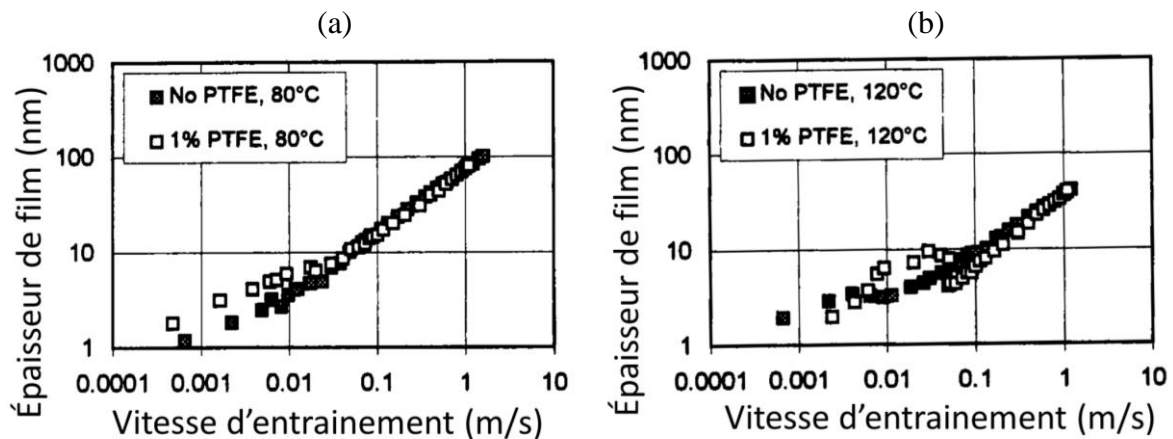 (a)
(b)
1000
100
10
1
Épaisseur de film (nm)
No PTFE, 80°C
1% PTFE, 80°C
0.0001 0.001 0.01 0.1 1 10
Vitesse d'entrainement (m/s)
1000
100
10
1
Épaisseur de film (nm)
No PTFE, 120°C
1% PTFE, 120°C
0.0001 0.001 0.01 0.1 1 10
Vitesse d'entrainement (m/s)